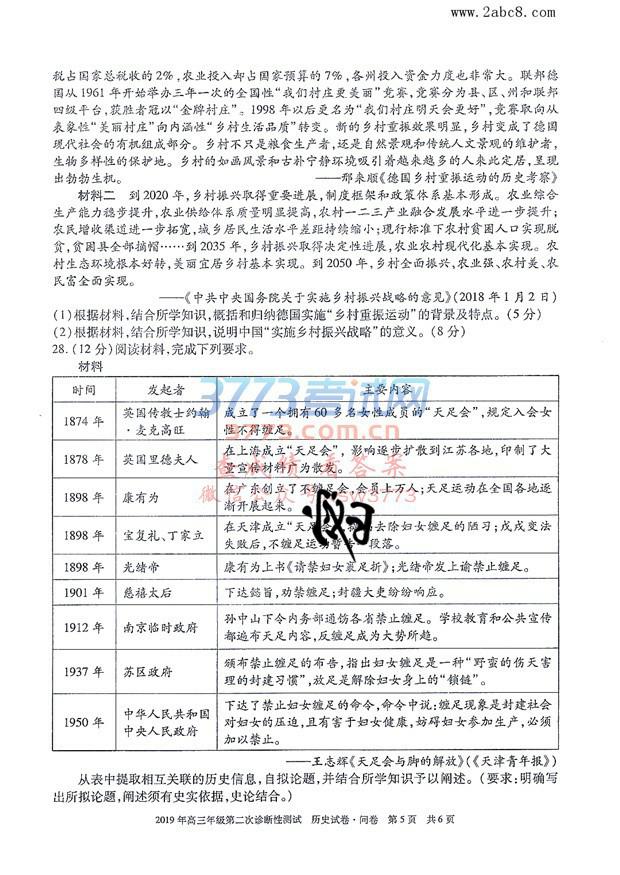 www.2abc8.com
税占国家总税收的2%,农业投入却占国家预算的7%,各州投入资金力度也非常大。联邦德
国从1961年开始举办三年一次的全国性“我们村庄更美丽”竞赛,竞赛分为县、区、州和联邦
四级平台,获胜者冠以“金牌村庄”。1998年以后更名为“我们村庄明天会更好”,竞赛取向从
表象性“美丽村庄”向内涵性“乡村生活品质”转变。新的乡村重振效果明显,乡村变成了德国
现代社会的有机组成部分。乡村不只是粮食生产者,还是自然景观和传统人文景观的维护者,
生物多样性的保护地。乡村的如画风景和古朴宁静环境吸引着越来越多的人来此定居,呈现
出勃勃生机。 ——邢来顺《德国乡村重振运动的历史考察》
材料二 到2020年,乡村振兴取得重要进展,制度框架和政策体系基本形成。农业综合
生产能力稳步提升,农业供给体系质量明显提高,农村一二三产业融合发展水平进一步提升;
农民增收渠道进一步拓宽,城乡居民生活水平差距持续缩小;现行标准下农村贫困人口实现脱
贫,贫困县全部摘帽……到2035年,乡村振兴取得决定性进展,农业农村现代化基本实现。农
村生态环境根本好转,美丽宜居乡村基本实现。到2050年,乡村全面振兴,农业强、农村美、农
民富全面实现。
——《中共中央国务院关于实施乡村振兴战略的意见》(2018年1月2日)
(1)根据材料,结合所学知识,概括和归纳德国实施“乡村重振运动”的背景及特点。(5分)
(2)根据材料,结合所学知识,说明中国“实施乡村振兴战略”的意义。(8分)
28.(12分)阅读材料,完成下列要求。
材料
时间 发起者 主要内容
1874年 英国传教士约翰·麦克高旺 成立了一个拥有60多名女性成员的“天足会”,规定入会女
性不得缠足。
1878年 英国里德夫人 在上海成立“天足会”,影响逐步扩散到江苏各地,印制了大
量宣传材料广为散发。
1898年 康有为 在广东创立了不缠足会,会员上万人;天足运动在全国各地逐
渐开展起来。
1898年 宝复礼、丁家立 在天津成立“天足会” 去除妇女缠足的陋习;戊戌变法
失败后,不缠足运动暂告一段落。
1898年 光绪帝 康有为上书《请禁妇女裹足折》;光绪帝发上谕禁止缠足。
1901年 慈禧太后 下达懿旨,劝禁缠足;封疆大吏纷纷响应。
1912年 南京临时政府 孙中山下令内务部通饬各省禁止缠足。学校教育和公共宣传
都遍布天足内容,反缠足成为大势所趋。
1937年 苏区政府 颁布禁止缠足的布告,指出妇女缠足是一种“野蛮的伤天害
理的封建习惯”,放足是解除妇女身上的“锁链”。
1950年 中华人民共和国中央人民政府 下达了禁止妇女缠足的命令,命令中说:缠足现象是封建社会
对妇女的压迫,且有害于妇女健康,妨碍妇女参加生产,必须
加以禁止。
——王志辉《天足会与脚的解放》(《天津青年报》)
从表中提取相互关联的历史信息,自拟论题,并结合所学知识予以阐述。(要求:明确写
出所拟论题,阐述须有史实依据,史论结合。)
2019年高三年级第二次诊断性测试 历史试卷·问卷 第5页 共6页
3773考试网
www.3773.com.cn
查成绩 看答案